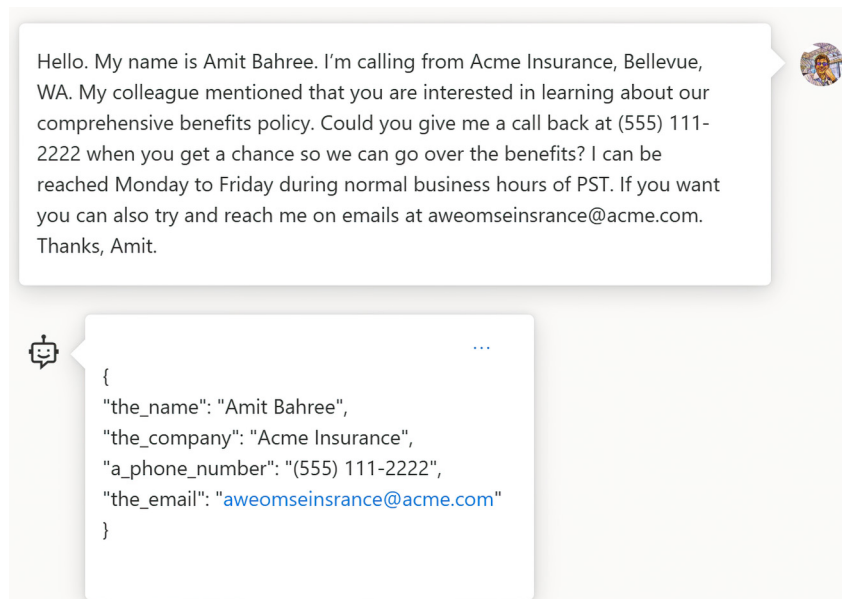 Hello. My name is Amit Bahree. I’m calling from Acme Insurance, Bellevue,
WA. My colleague mentioned that you are interested in learning about our
comprehensive benefits policy. Could you give me a call back at (555) 111-
2222 when you get a chance so we can go over the benefits? I can be
reached Monday to Friday during normal business hours of PST. If you want
you can also try and reach me on emails at aweomseinsrance@acme.com.
Thanks, Amit.
...
{
"the_name": "Amit Bahree",
"the_company": "Acme Insurance",
"a_phone_number": "(555) 111-2222",
"the_email": "aweomseinsrance@acme.com"
}